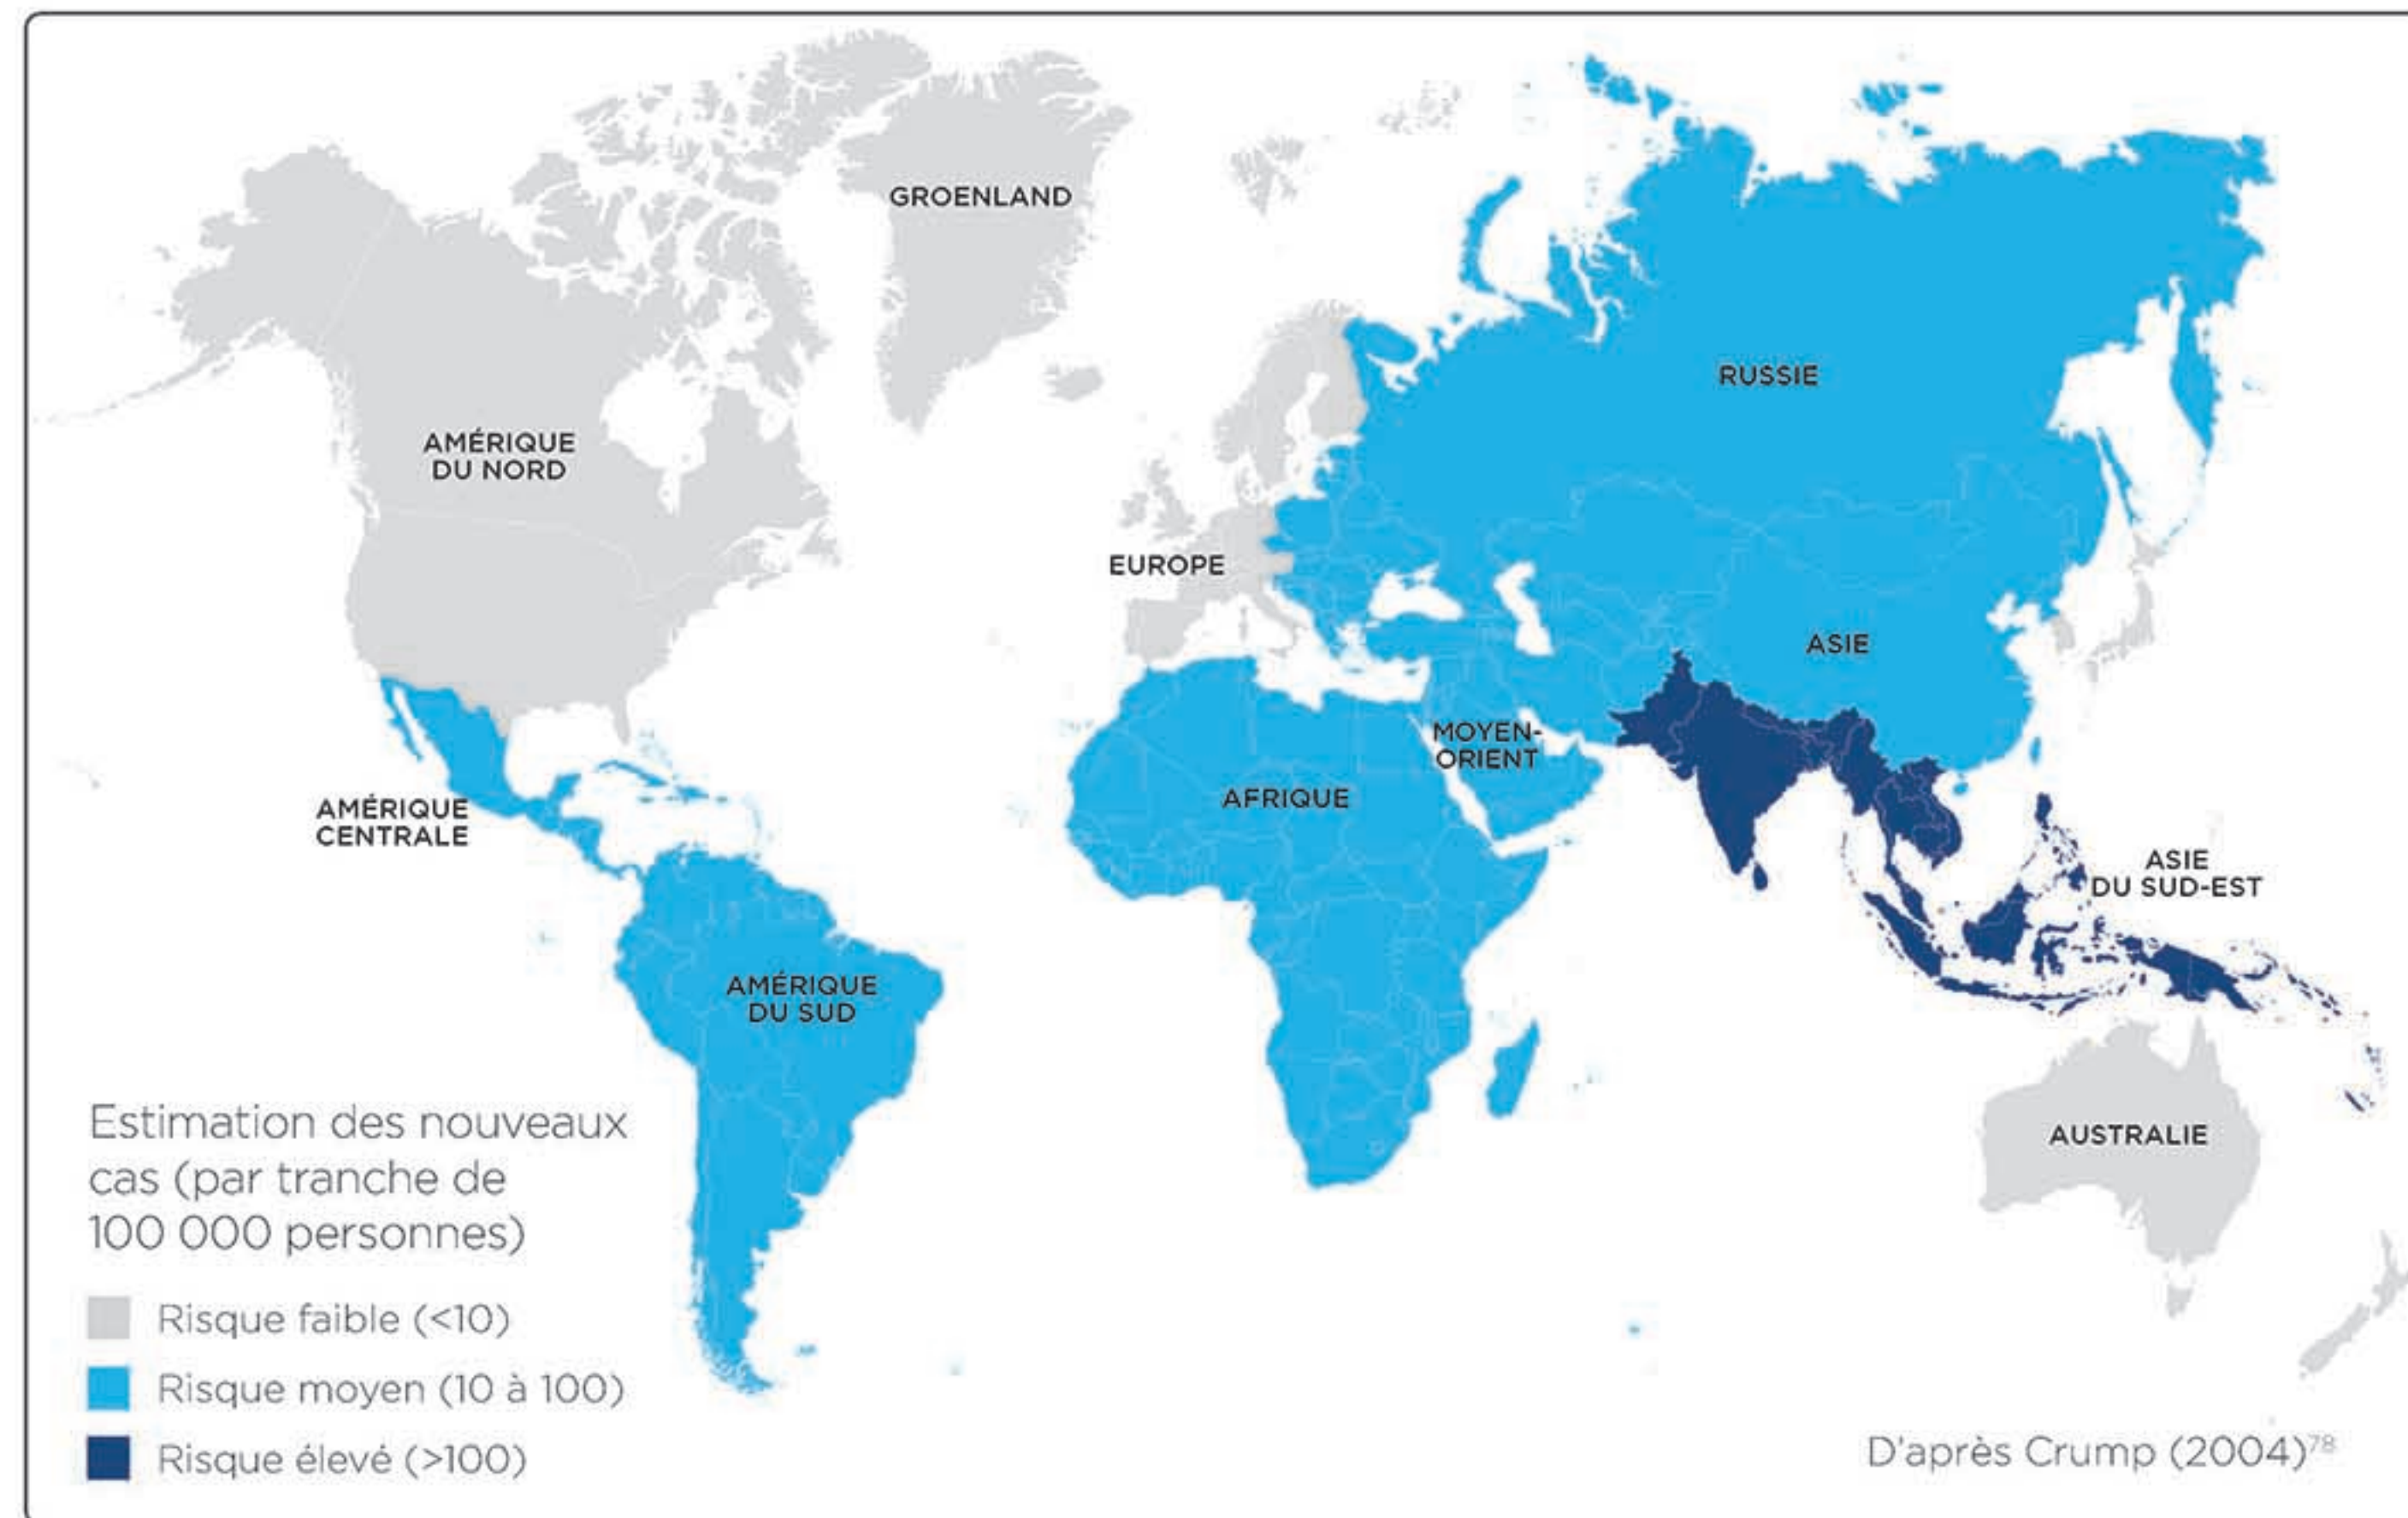 GROENLAND
AMÉRIQUE
DU NORD
RUSSIE
EUROPE
ASIE
MOYEN-
ORIENT
AFRIQUE
AMÉRIQUE
CENTRALE
ASIE
DU SUD-EST
AMÉRIQUE
DU SUD
AUSTRALIE
Estimation des nouveaux
cas (par tranche de
100 000 personnes)
Risque faible (<10)
Risque moyen (10 à 100)
Risque élevé (>100)
D'après Crump (2004)78